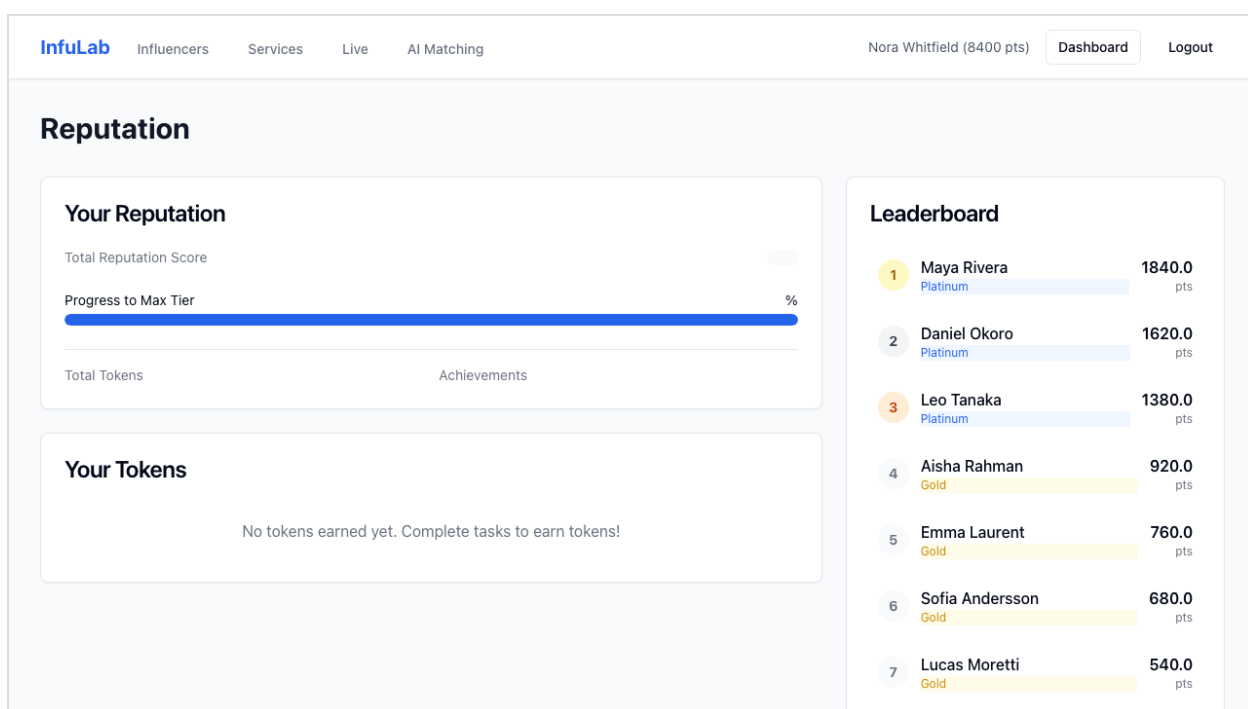 InfuLab Influencers Services Live AI Matching Nora Whitfield (8400 pts) Dashboard Logout
Reputation
Your Reputation
Total Reputation Score
Progress to Max Tier %
Total Tokens Achievements
Your Tokens
No tokens earned yet. Complete tasks to earn tokens!
Leaderboard
1 Maya Rivera 1840.0
Platinum pts
2 Daniel Okoro 1620.0
Platinum pts
3 Leo Tanaka 1380.0
Platinum pts
4 Aisha Rahman 920.0
Gold pts
5 Emma Laurent 760.0
Gold pts
6 Sofia Andersson 680.0
Gold pts
7 Lucas Moretti 540.0
Gold pts